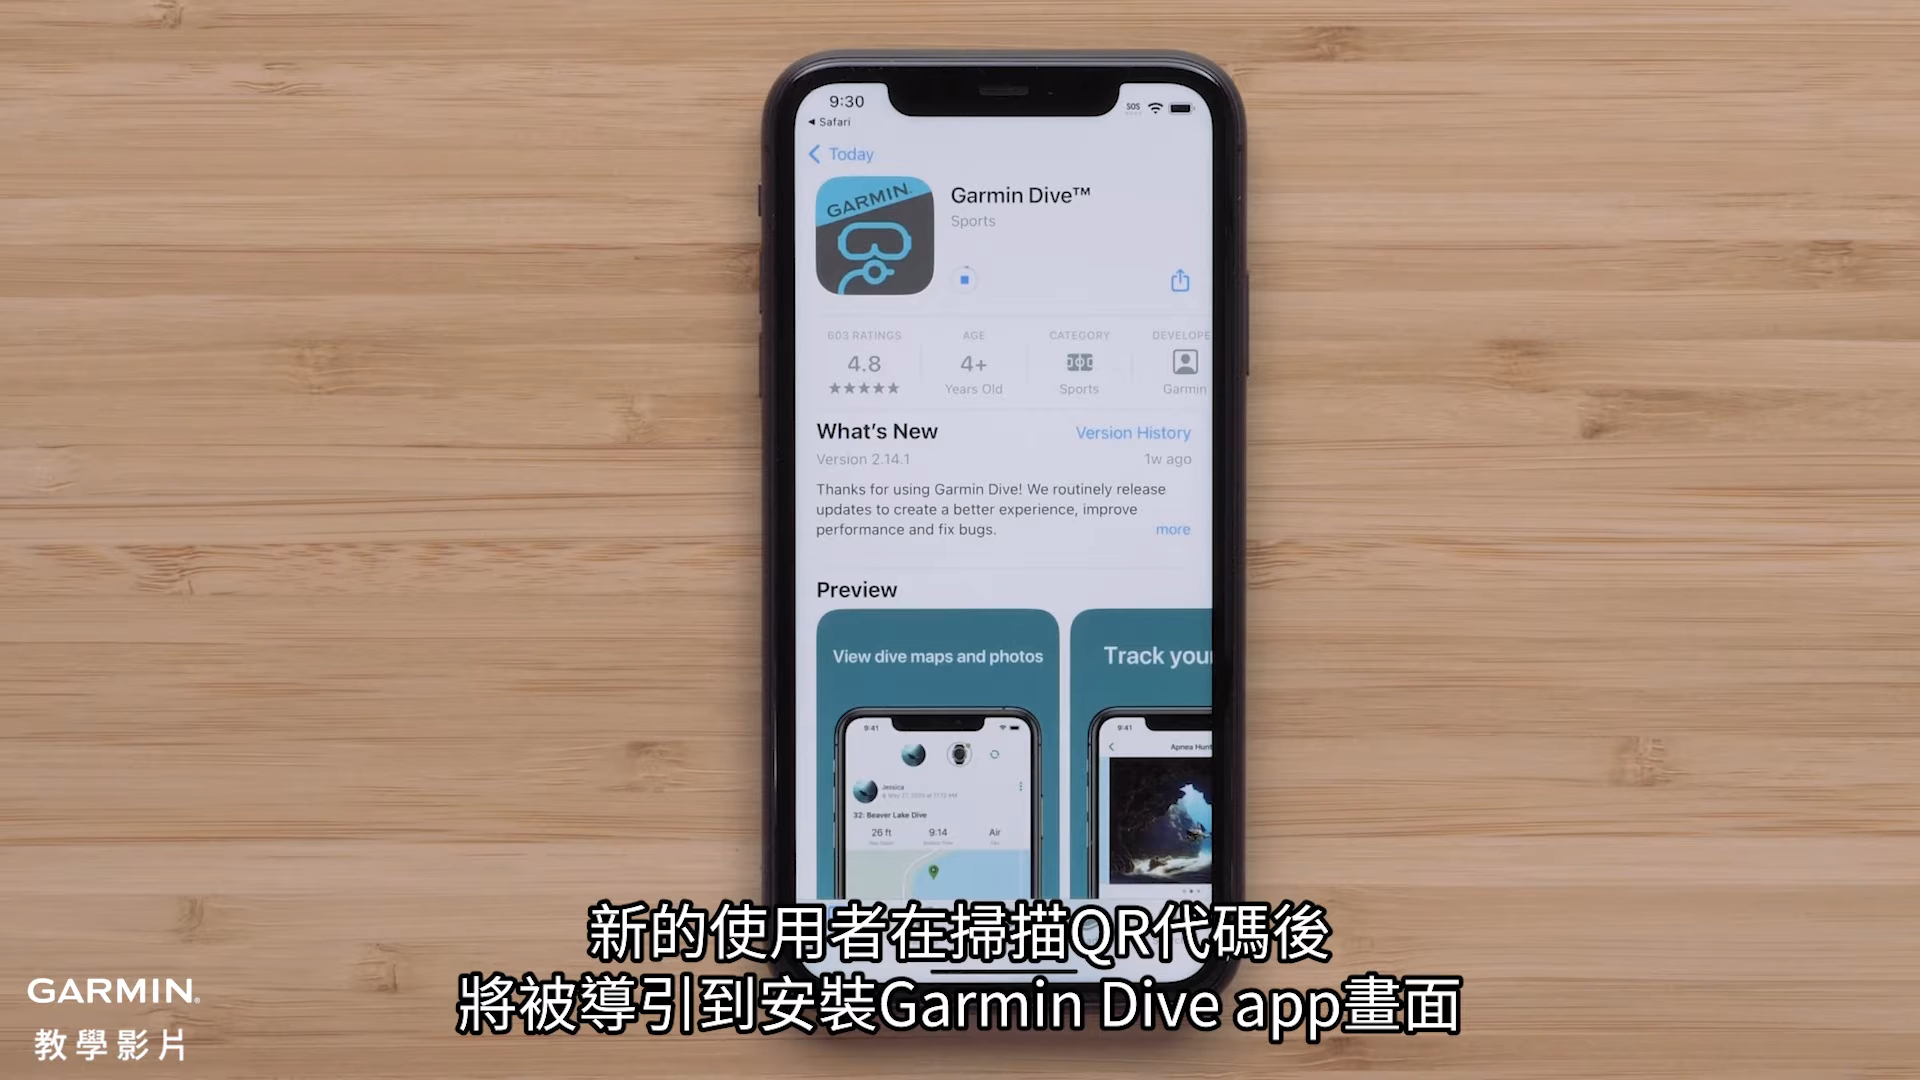 9:30
SOS
Safari
Today
GARMIN
Garmin Dive™
Sports
603 RATINGS
4.8
AGE
4+
Years Old
CATEGORY
Sports
DEVELOPE
Garmin
What's New
Version History
Version 2.14.1
1w ago
Thanks for using Garmin Dive! We routinely release
updates to create a better experience, improve
performance and fix bugs.
more
Preview
View dive maps and photos
9:41
Jessica
32: Beaver Lake Dive
26 ft
9:14
Air
Track your
9:41
Apnea Hunt
新的使用者在掃描QR代碼後
將被導引到安裝Garmin Dive app畫面
GARMIN®
教學影片